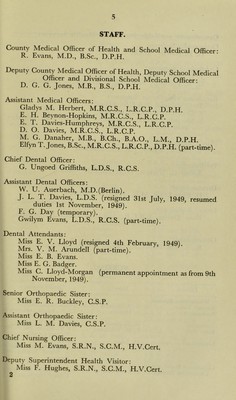 5
STAFF.
County Medical Officer of Health and School Medical Officer:
R. Evans, M.D., B.Sc., D.P.H.
Deputy County Medical Officer of Health, Deputy School Medical
Officer and Divisional School Medical Officer:
D. G. G. Jones, M.B., B.S., D.P.H.
Assistant Medical Officers:
Gladys M. Herbert, M.R.C.S., L.R.C.P., D.P.H.
E. H. Beynon-Hopkins, M.R.C.S., L.R.C.P.
E. T. Davies-Humphreys, M.R.C.S., L.R.C.P.
D. O. Davies, M.R.C.S., L.R.C.P.
M. G. Danaher, M.B., B.Ch., B.A.O., L.M., D.P.H.
Elfyn T. Jones, B.Sc., M.R.C.S., L.R.C.P., D.P.H. (part-time).
Chief Dental Officer:
G. Ungoed Griffiths, L.D.S., R.C.S.
Assistant Dental Officers:
W. U. Auerbach, M.D.(Berlin).
J. L. T. Davies, L.D.S. (resigned 31st July, 1949, resumed
duties 1st November, 1949).
F. G. Day (temporary).
Gwilym Evans, L.D.S., R.C.S. (part-time).
Dental Attendants:
Miss E. V. Lloyd (resigned 4th February, 1949).
Mrs. V. M. Arundell (part-time).
Miss E. B. Evans.
Miss E. G. Badger.
Miss C. Lloyd-Morgan (permanent appointment as from 9th
November, 1949).
Senior Orthopaedic Sister:
Miss E. R. Buckley, C.S.P.
Assistant Orthopaedic Sister:
Miss L. M. Davies, C.S.P.
Chief Nursing Officer:
Miss M. Evans, S.R.N., S.C.M., H.V.Cert.
Deputy Superintendent Health Visitor:
Miss F. Hughes, S.R.N., S.C.M., H.V.Cert.
2